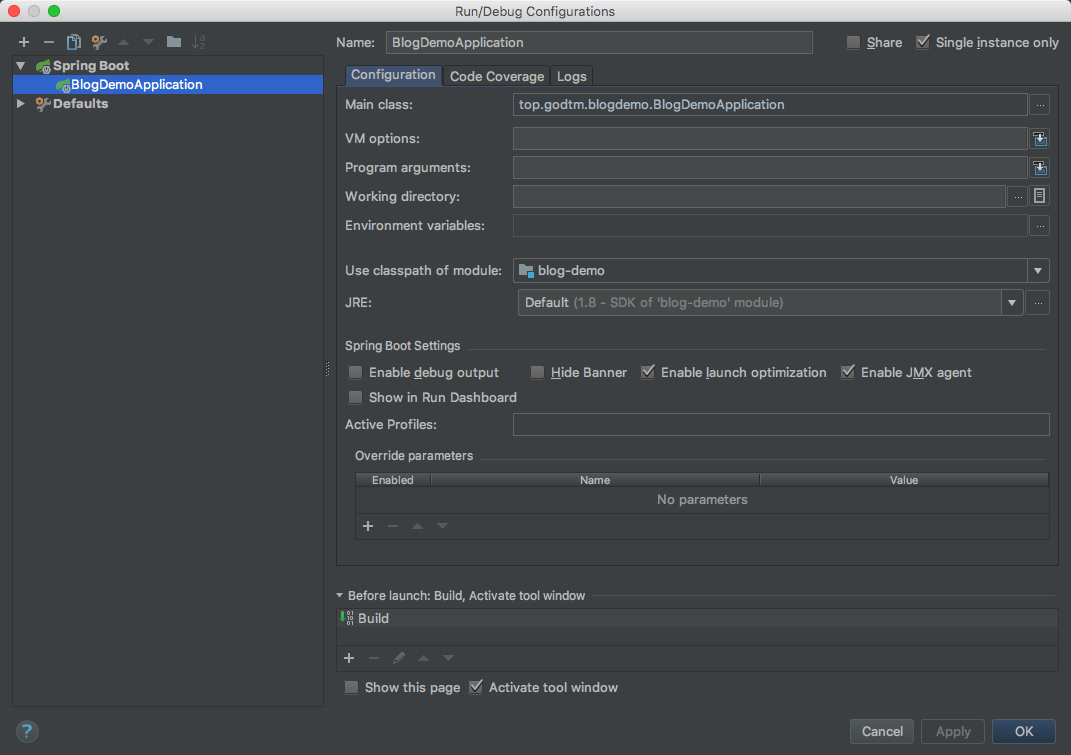 Run/Debug Configurations
Name: BlogDemoApplication Share Single instance only
Spring Boot
BlogDemoApplication
Defaults
Configuration Code Coverage Logs
Main class: top.godtm.blogdemo.BlogDemoApplication ...
VM options:
Program arguments:
Working directory: ...
Environment variables: ...
Use classpath of module: blog-demo
JRE: Default (1.8 - SDK of 'blog-demo' module) ...
Spring Boot Settings
Enable debug output Hide Banner Enable launch optimization Enable JMX agent
Show in Run Dashboard
Active Profiles:
Override parameters
Enabled Name Value
No parameters
Before launch: Build, Activate tool window
Build
Show this page Activate tool window
? Cancel Apply OK